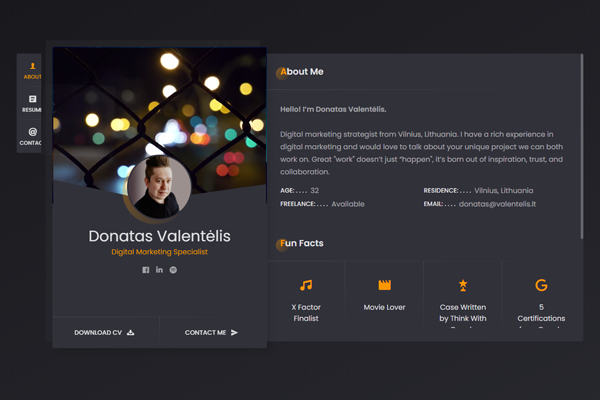 ABOUT
RESUME
CONTACT
Donatas Valentėlis
Digital Marketing Specialist
DOWNLOAD CV
CONTACT ME
About Me
Hello! I'm Donatas Valentėlis.
Digital marketing strategist from Vilnius, Lithuania. I have a rich experience in
digital marketing and would love to talk about your unique project we can both
work on. Great "work" doesn't just "happen", it's born out of inspiration, trust, and
collaboration.
AGE: . . . . 32
RESIDENCE: . . . . Vilnius, Lithuania
FREELANCE: . . . . Available
EMAIL: . . . . donatas@valentelis.lt
Fun Facts
X Factor
Finalist
Movie Lover
Case Written
by Think With
5
Certifications